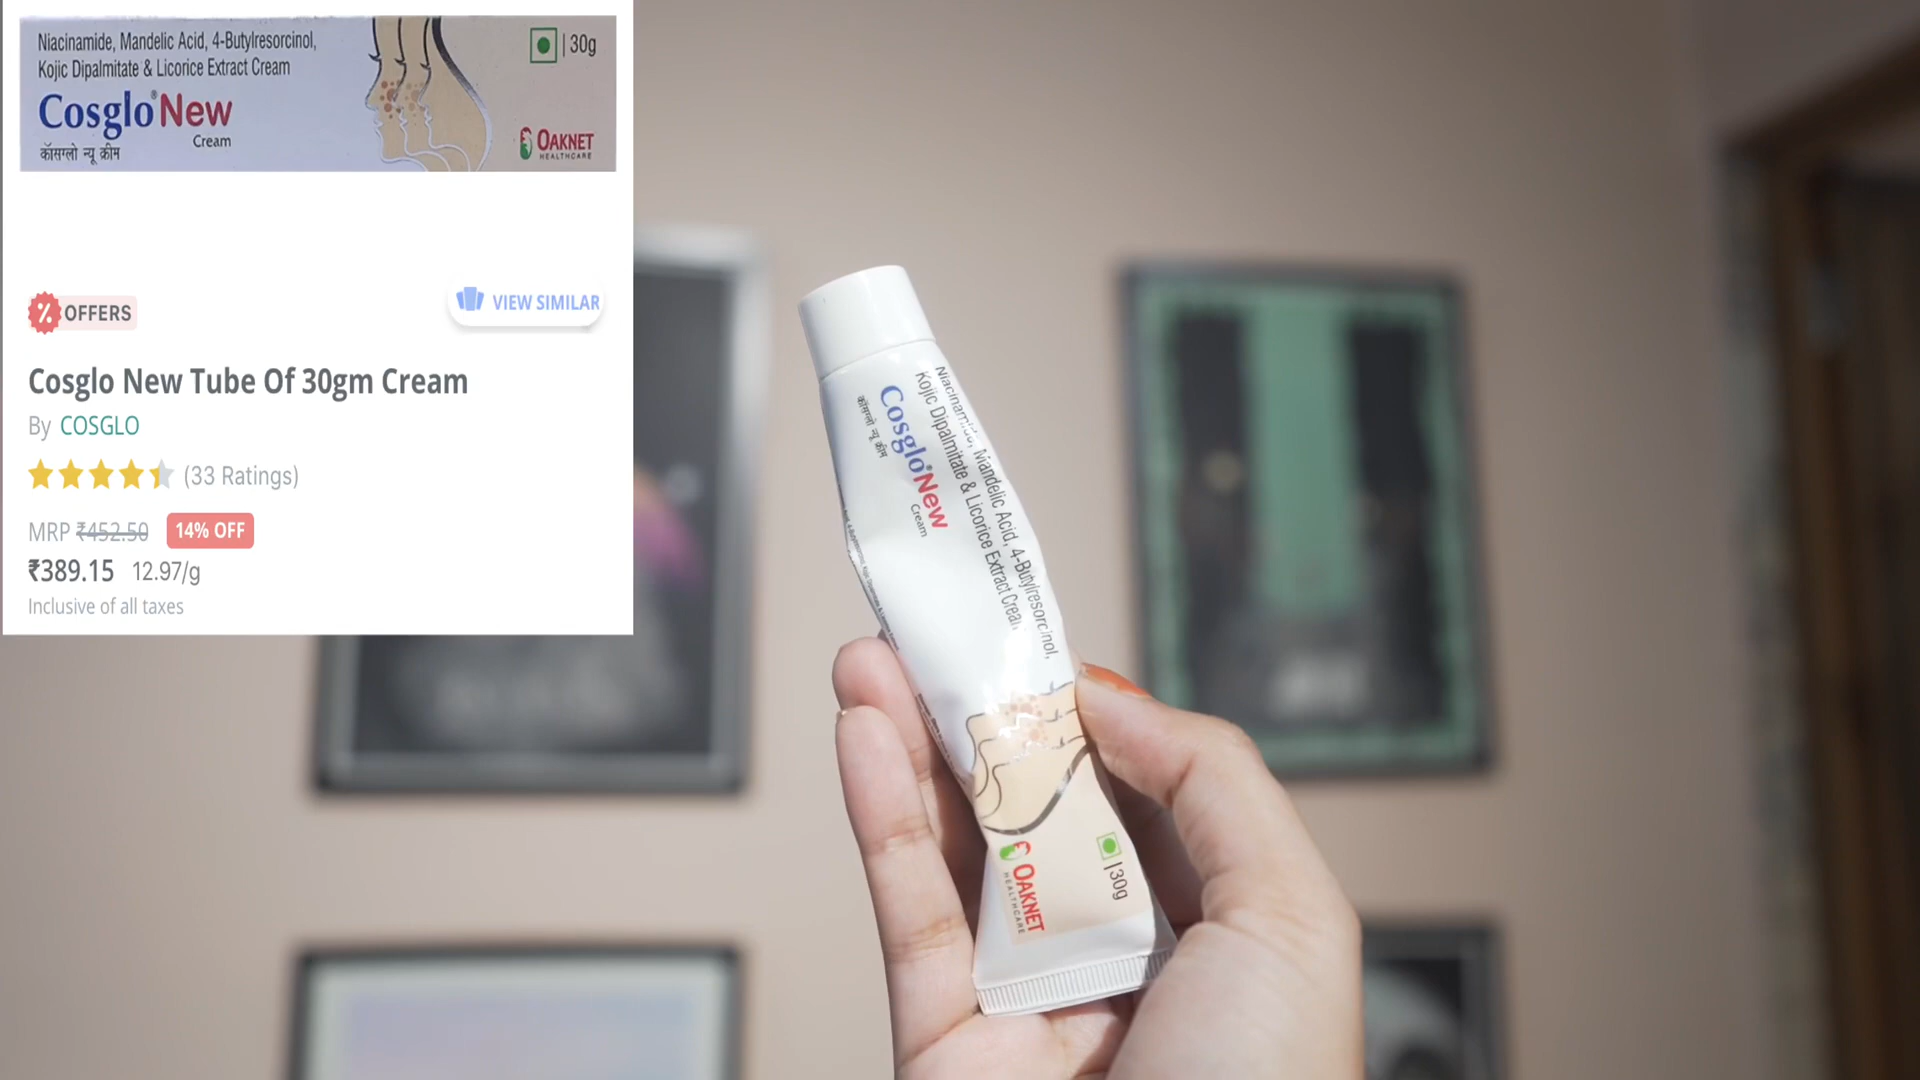 Niacinamide, Mandelic Acid, 4-Butylresorcinol,
Kojic Dipalmitate & Licorice Extract Cream
Cosglo® New
Cream
कॉसग्लो न्यू क्रीम
| 30g
OAKNET
HEALTHCARE
OFFERS
VIEW SIMILAR
Cosglo New Tube Of 30gm Cream
By COSGLO
(33 Ratings)
MRP ₹452.50 14% OFF
₹389.15 12.97/g
Inclusive of all taxes
Niacinamide, Mandelic Acid, 4-Butylresorcinol,
Kojic Dipalmitate & Licorice Extract Cream
Cosglo® New
Cream
कॉसग्लो न्यू क्रीम
| 30g
OAKNET
HEALTHCARE